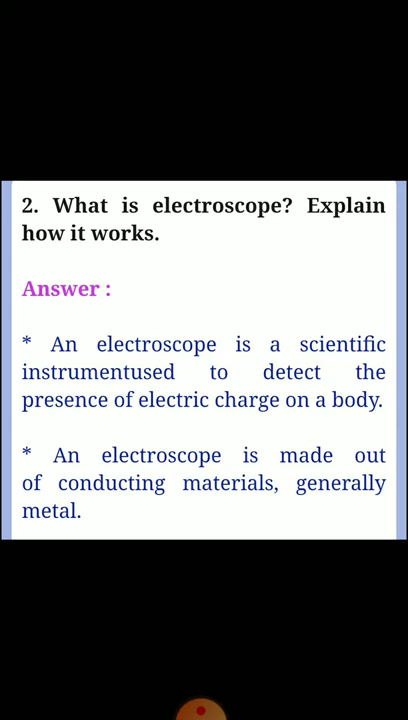 2. What is electroscope? Explain
how it works.
Answer :
* An electroscope is a scientific
instrumentused to detect the
presence of electric charge on a body.
* An electroscope is made out
of conducting materials, generally
metal.